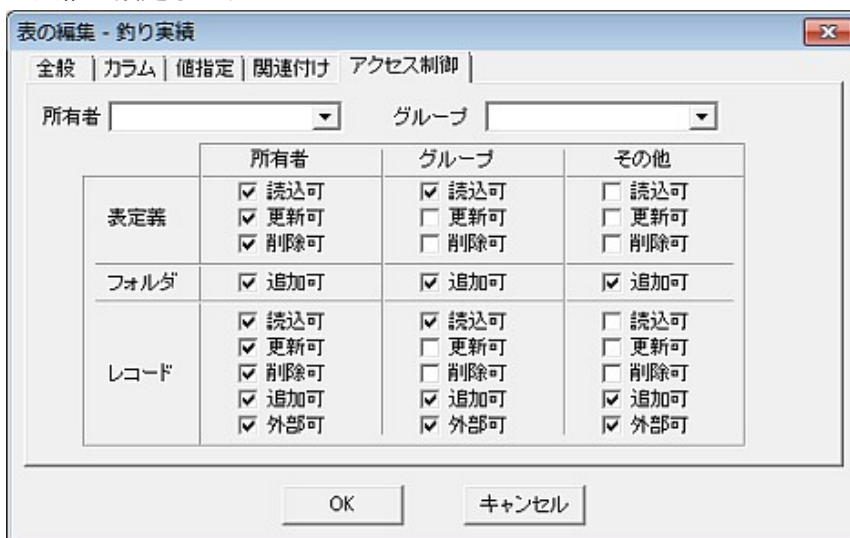 表の編集 - 釣り実績
全般 カラム 値指定 関連付け アクセス制御
所有者 グループ
所有者 グループ その他
表定義
読込可 読込可 読込可
更新可 更新可 更新可
削除可 削除可 削除可
フォルダ 追加可 追加可 追加可
レコード
読込可 読込可 読込可
更新可 更新可 更新可
削除可 削除可 削除可
追加可 追加可 追加可
外部可 外部可 外部可
OK キャンセル